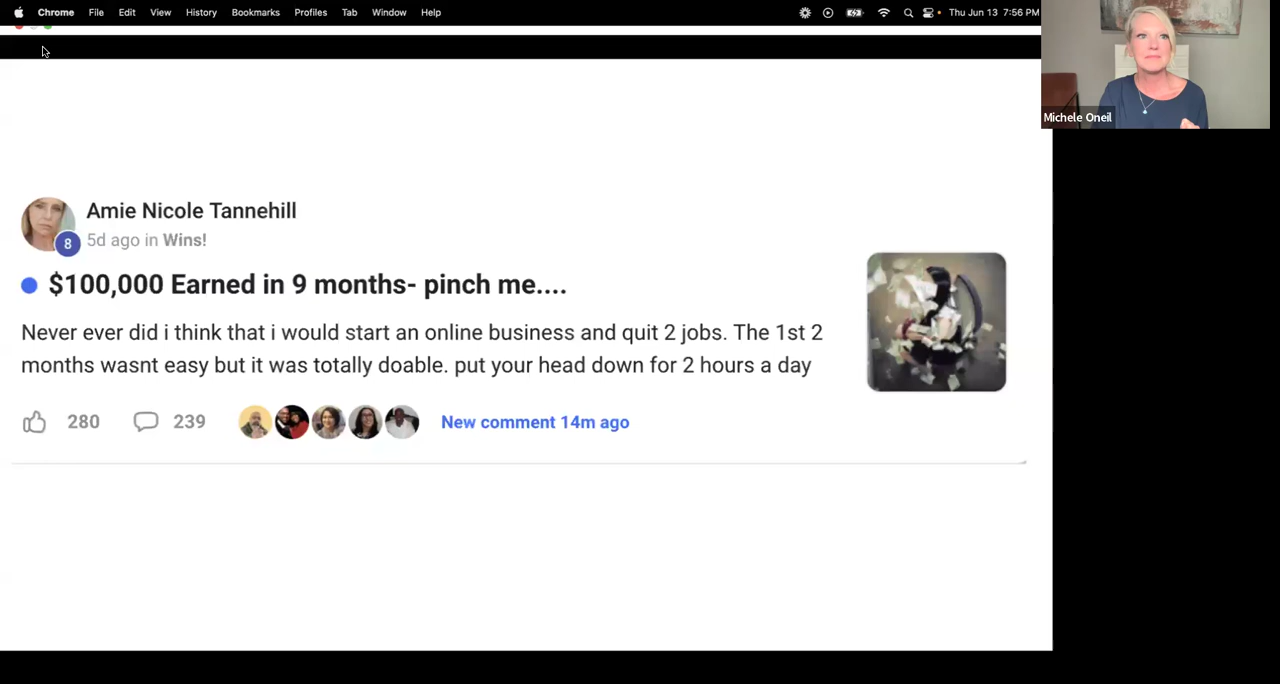 Chrome File Edit View History Bookmarks Profiles Tab Window Help Thu Jun 13 7:56 PM
Michele Oneil
Amie Nicole Tannehill
8
5d ago in Wins!
$100,000 Earned in 9 months- pinch me....
Never ever did i think that i would start an online business and quit 2 jobs. The 1st 2
months wasnt easy but it was totally doable. put your head down for 2 hours a day
280 239 New comment 14m ago